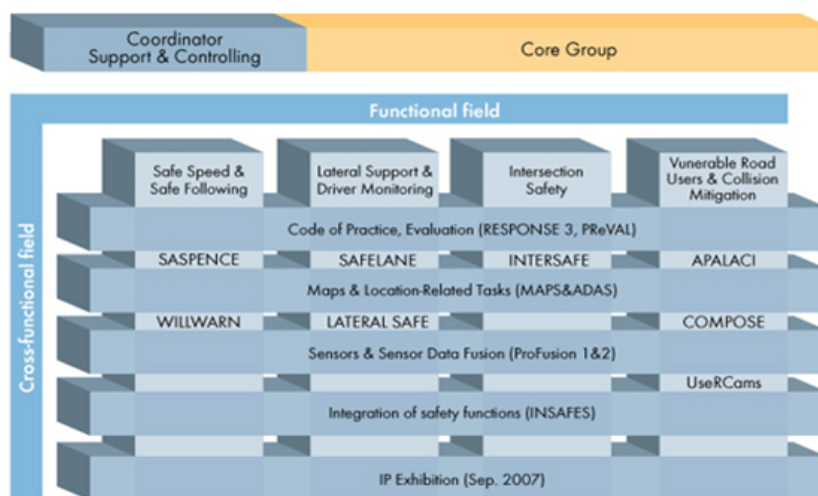 Coordinator
Support & Controlling
Core Group
Functional field
Cross-functional field
Safe Speed &
Safe Following
Lateral Support &
Driver Monitoring
Intersection
Safety
Vunerable Road
Users & Collision
Mitigation
Code of Practice, Evaluation (RESPONSE 3, PReVAL)
SASPENCE
SAFELANE
INTERSAFE
APALACI
Maps & Location-Related Tasks (MAPS&ADAS)
WILLWARN
LATERAL SAFE
COMPOSE
Sensors & Sensor Data Fusion (ProFusion 1&2)
UseRCams
Integration of safety functions (INSAFES)
IP Exhibition (Sep. 2007)